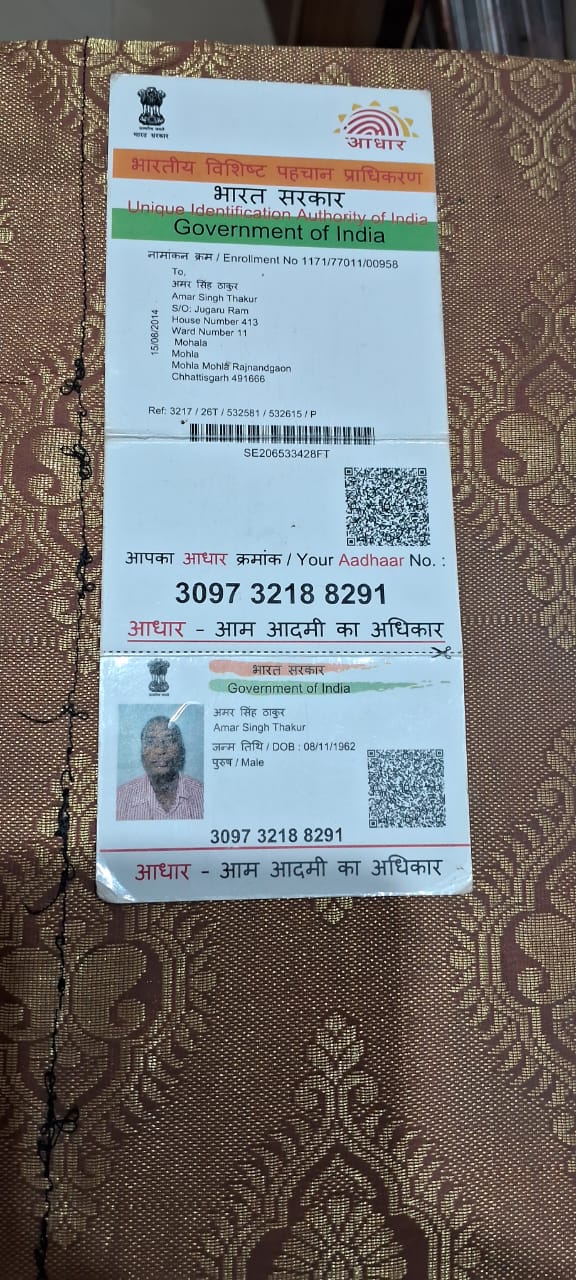 भारत सरकार
आधार
भारतीय विशिष्ट पहचान प्राधिकरण
भारत सरकार
Unique Identification Authority of India
Government of India
नामांकन क्रम / Enrollment No 1171/77011/00958
To,
अमर सिंह ठाकुर
Amar Singh Thakur
S/O: Jugaru Ram
House Number 413
Ward Number 11
Mohala
Mohla
Mohla Mohla Rajnandgaon
Chhattisgarh 491666
15/08/2014
Ref: 3217 / 26T / 532581 / 532615 / P
SE206533428FT
आपका आधार क्रमांक / Your Aadhaar No. :
3097 3218 8291
आधार - आम आदमी का अधिकार
भारत सरकार
Government of India
अमर सिंह ठाकुर
Amar Singh Thakur
जन्म तिथि / DOB : 08/11/1962
पुरुष / Male
3097 3218 8291
आधार - आम आदमी का अधिकार